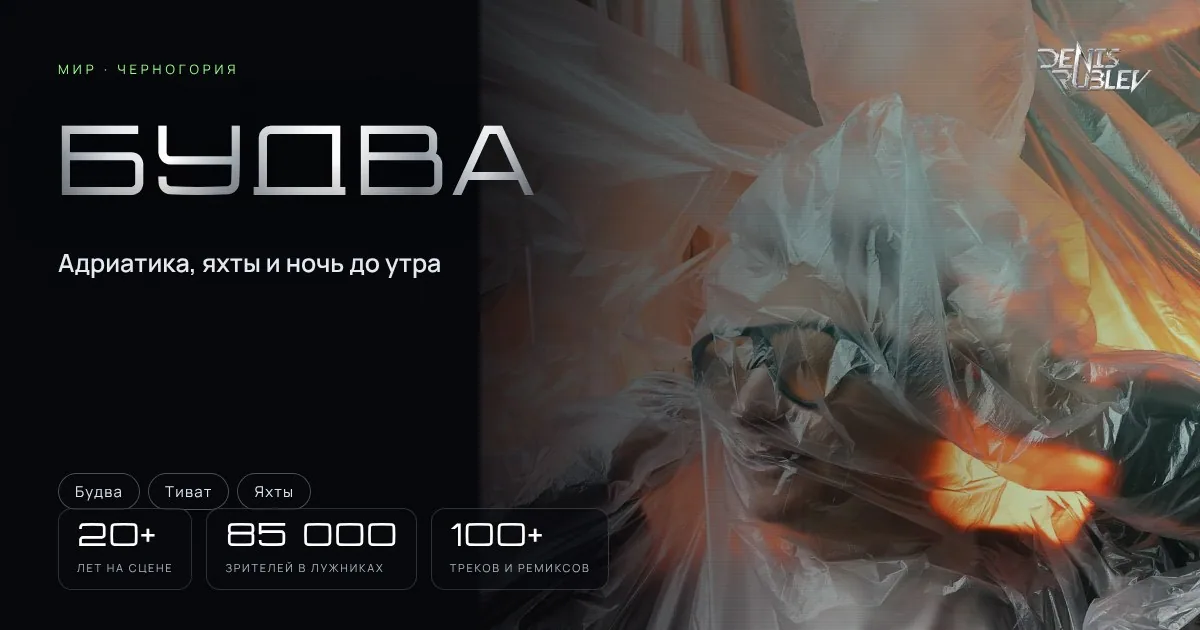 МИР · ЧЕРНОГОРИЯ
DENIS
RUBLEV
БУДВА
Адриатика, яхты и ночь до утра
Будва Тиват Яхты
20+ 85 000 100+
ЛЕТ НА СЦЕНЕ ЗРИТЕЛЕЙ В ЛУЖНИКАХ ТРЕКОВ И РЕМИКСОВ